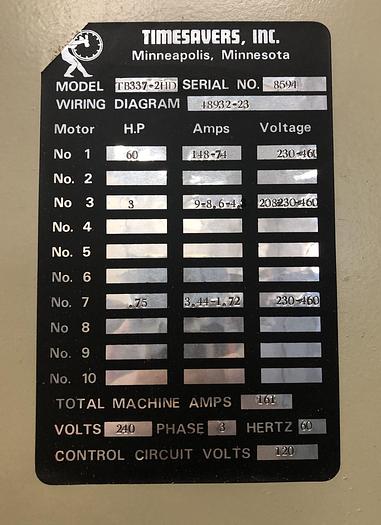 TIMESAVERS, INC.
Minneapolis, Minnesota
MODEL TB337-2HD SERIAL NO. 8594
WIRING DIAGRAM 48932-23
Motor H.P Amps Voltage
No 1 60 148-74 230-460
No. 2
No 3 3 9-8,6-4. 208230-460
No. 4
No. 5
No. 6
No. 7 .75 3.44-1.72 230-460
No. 8
No. 9
No. 10
TOTAL MACHINE AMPS 161
VOLTS 240 PHASE 3 HERTZ 60
CONTROL CIRCUIT VOLTS 120